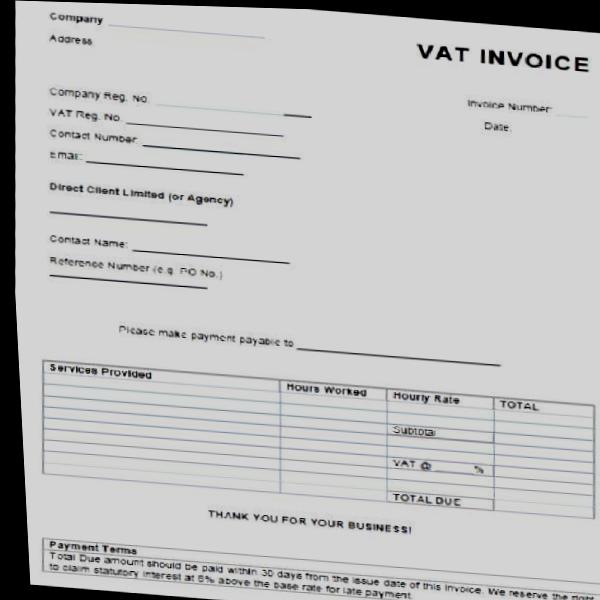 Company
Address
VAT INVOICE
Company Reg. No.
Invoice Number:
VAT Reg. No.
Date:
Contact Number:
Email:
Direct Client Limited (or Agency)
Contact Name:
Reference Number (e.g. PO No.)
Please make payment payable to
Services Provided Hours Worked Hourly Rate TOTAL
Subtotal
VAT @ %
TOTAL DUE
THANK YOU FOR YOUR BUSINESS!
Payment Terms
Total Due amount should be paid within 30 days from the issue date of this invoice. We reserve the right
to claim statutory interest at 8% above the base rate for late payment.